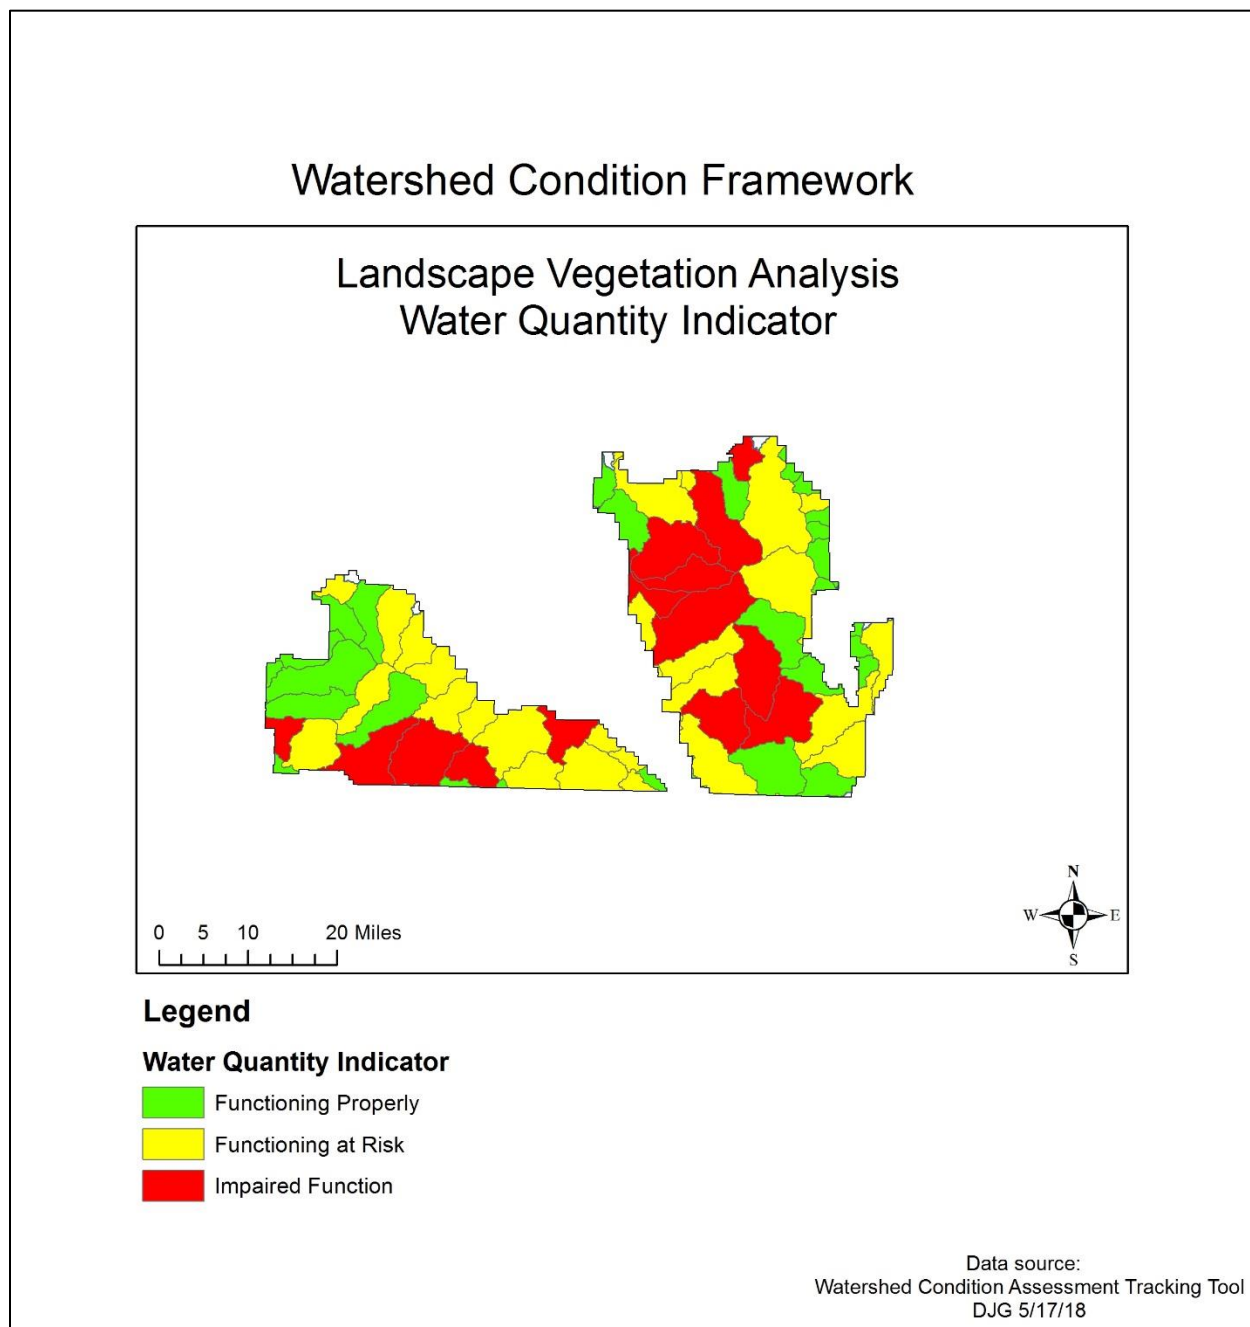 Watershed Condition Framework
Landscape Vegetation Analysis
Water Quantity Indicator
N
W E
S
0 5 10 20 Miles
Legend
Water Quantity Indicator
Functioning Properly
Functioning at Risk
Impaired Function
Data source:
Watershed Condition Assessment Tracking Tool
DJG 5/17/18